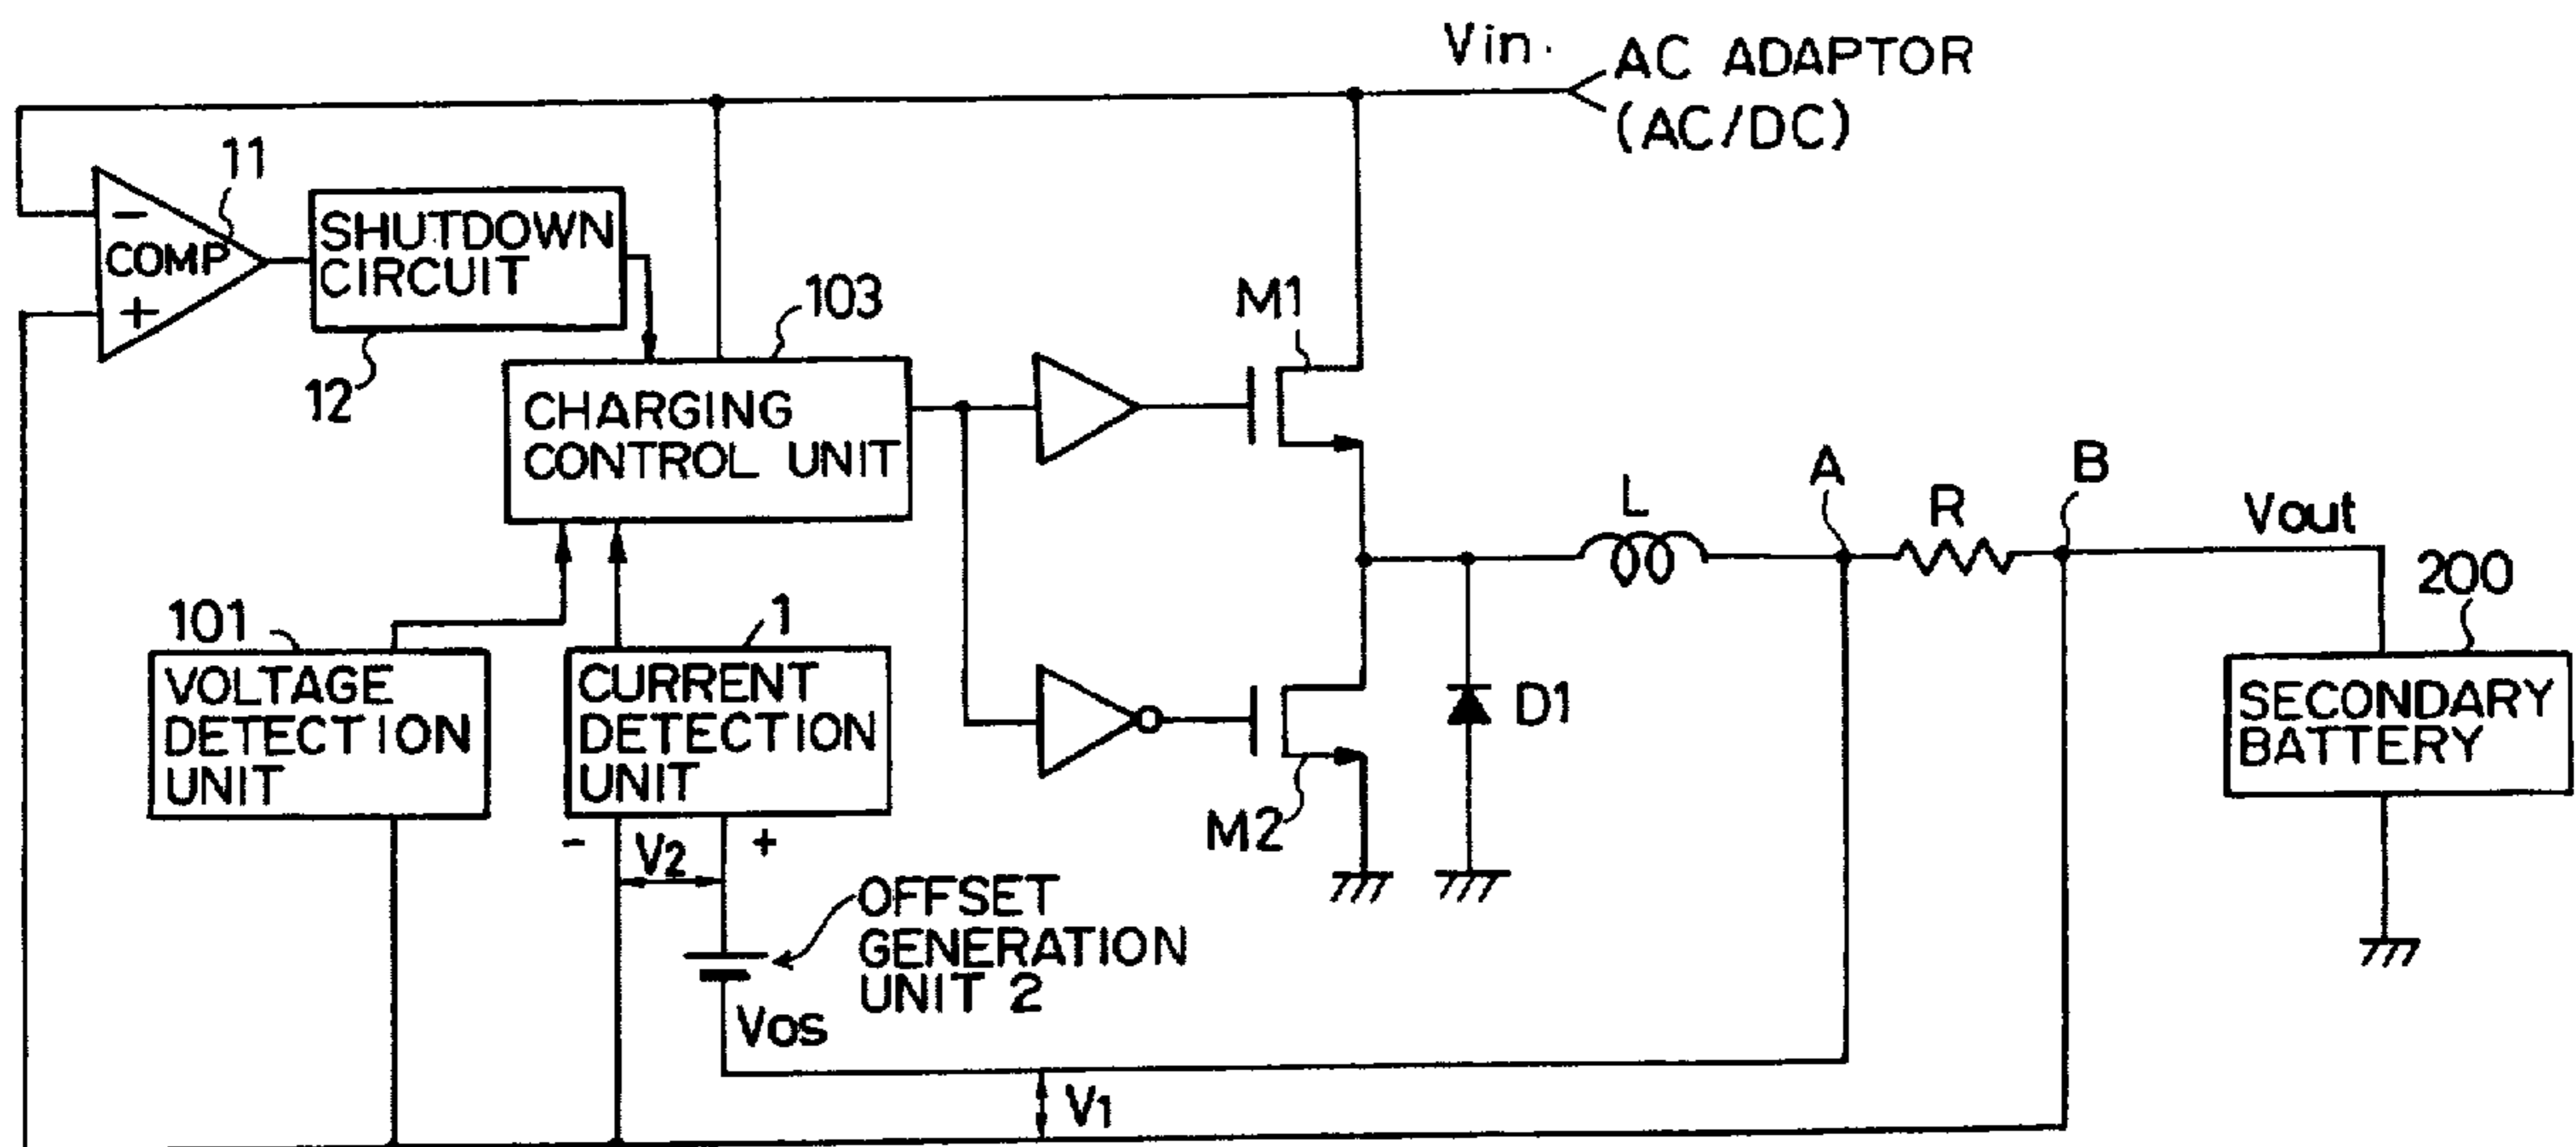 Vin
AC ADAPTOR
(AC/DC)
11
-
COMP
+
SHUTDOWN
CIRCUIT
12
103
CHARGING
CONTROL UNIT
M1
A
B
L
R
Vout
200
101
VOLTAGE
DETECTION
UNIT
1
CURRENT
DETECTION
UNIT
D1
SECONDARY
BATTERY
M2
-
V2
+
OFFSET
GENERATION
UNIT 2
Vos
V1